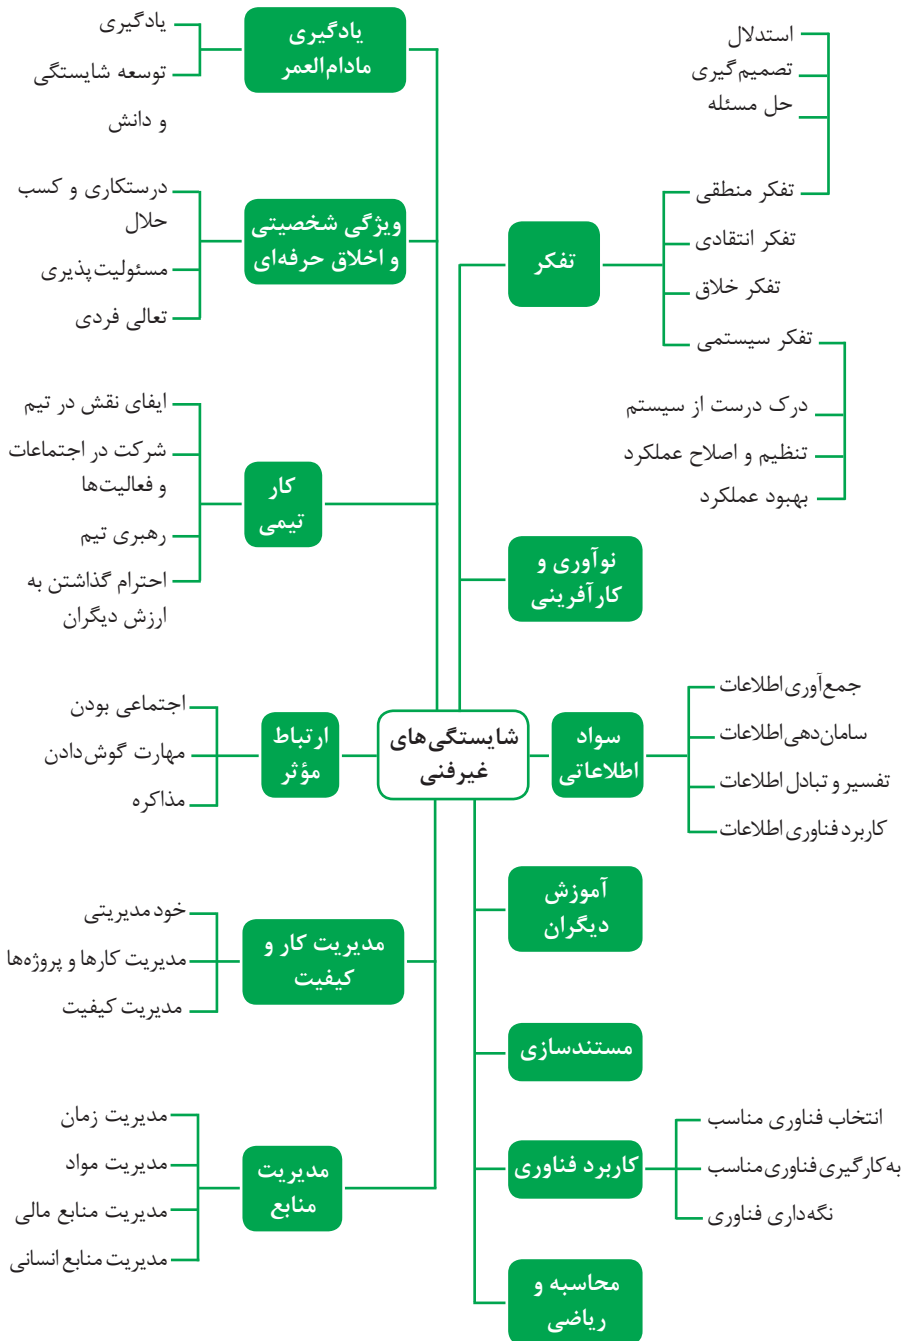 شایستگی‌های
غیرفنی
تفکر
تفکر منطقی
استدلال
تصمیم‌گیری
حل مسئله
تفکر انتقادی
تفکر خلاق
تفکر سیستمی
درک درست از سیستم
تنظیم و اصلاح عملکرد
بهبود عملکرد
نوآوری و
کارآفرینی
سواد
اطلاعاتی
جمع‌آوری اطلاعات
سامان‌دهی اطلاعات
تفسیر و تبادل اطلاعات
کاربرد فناوری اطلاعات
آموزش
دیگران
مستندسازی
کاربرد فناوری
انتخاب فناوری مناسب
به‌کارگیری فناوری مناسب
نگه‌داری فناوری
محاسبه و
ریاضی
یادگیری
مادام‌العمر
یادگیری
توسعه شایستگی
و دانش
ویژگی شخصیتی
و اخلاق حرفه‌ای
درستکاری و کسب
حلال
مسئولیت‌پذیری
تعالی فردی
کار
تیمی
ایفای نقش در تیم
شرکت در اجتماعات
و فعالیت‌ها
رهبری تیم
احترام گذاشتن به
ارزش دیگران
ارتباط
مؤثر
اجتماعی بودن
مهارت گوش‌دادن
مذاکره
مدیریت کار و
کیفیت
خودمدیریتی
مدیریت کارها و پروژه‌ها
مدیریت کیفیت
مدیریت
منابع
مدیریت زمان
مدیریت مواد
مدیریت منابع مالی
مدیریت منابع انسانی